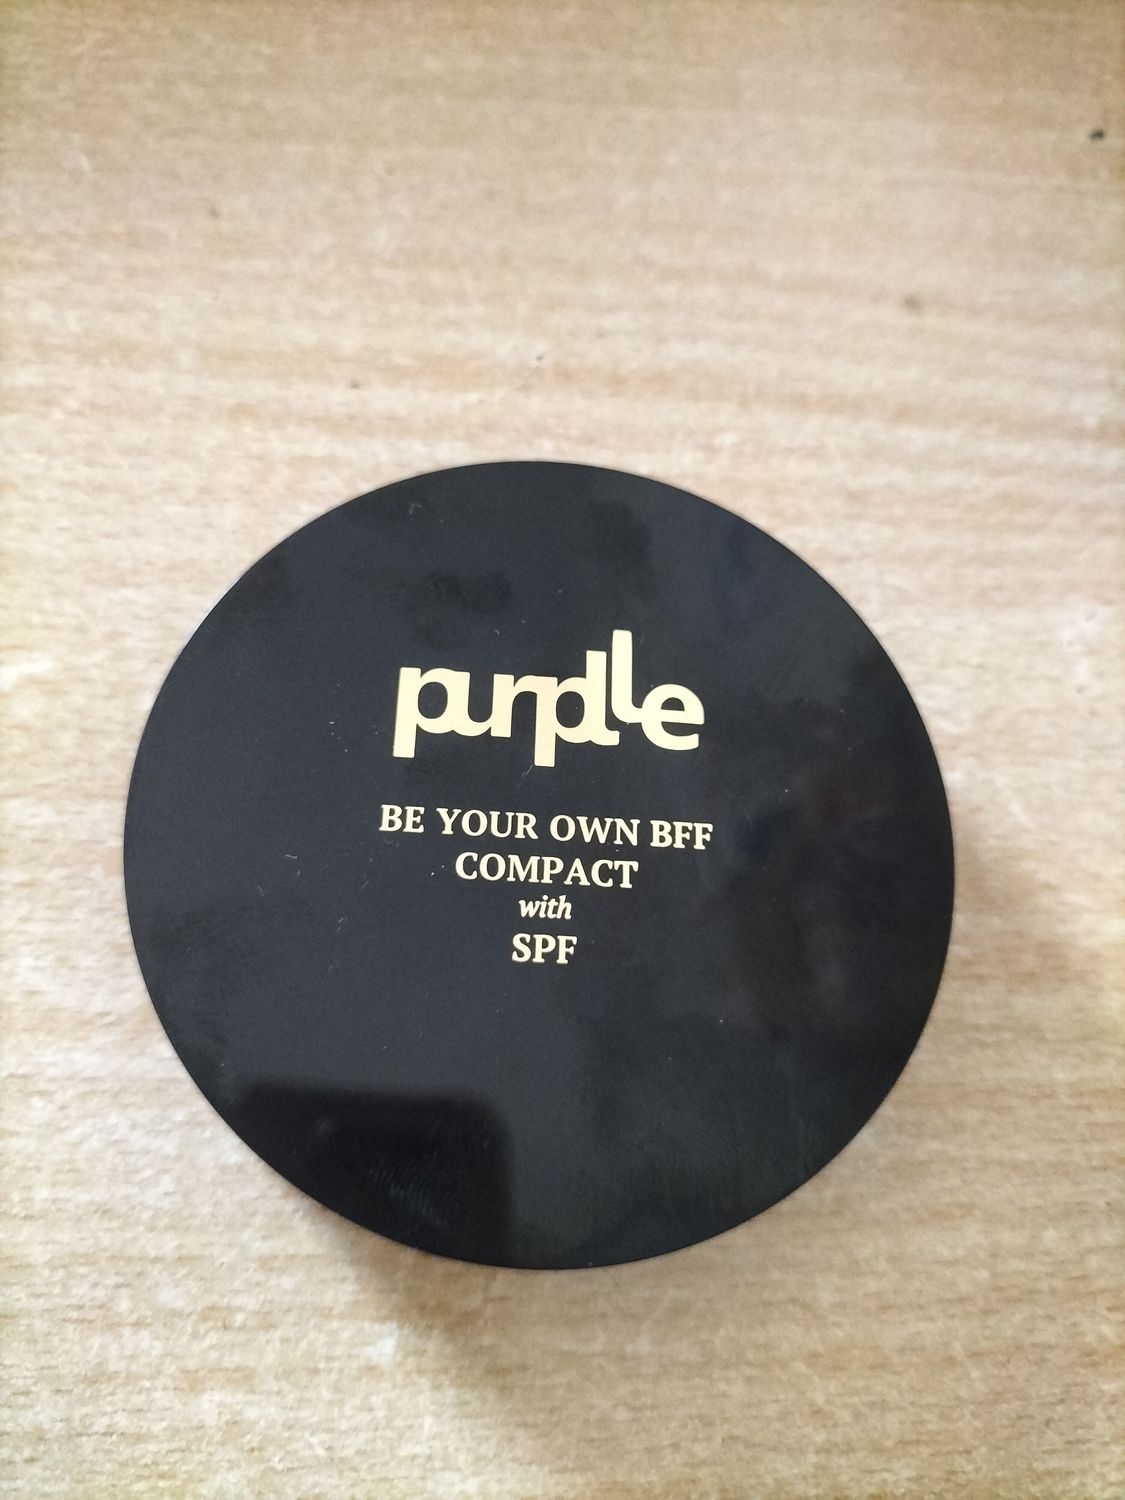 purplle
BE YOUR OWN BFF
COMPACT
with
SPF